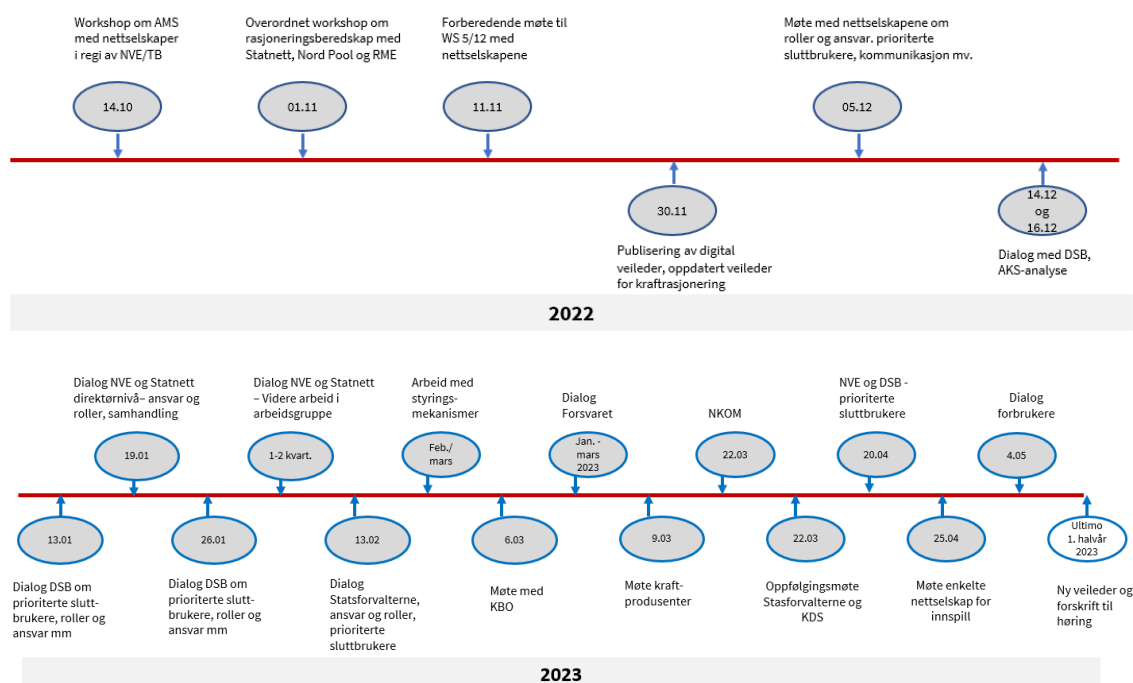 Workshop om AMS
med nettselskaper
i regi av NVE/TB
14.10
Overordnet workshop om
rasjoneringsberedskap med
Statnett, Nord Pool og RME
01.11
Forberedende møte til
WS 5/12 med
nettselskapene
11.11
30.11
Publisering av digital
veileder, oppdatert veileder
for kraftrasjonering
Møte med nettselskapene om
roller og ansvar. prioriterte
sluttbrukere, kommunikasjon mv.
05.12
14.12
og
16.12
Dialog med DSB,
AKS-analyse
2022
13.01
Dialog DSB om
prioriterte slutt-
brukere, roller og
ansvar mm
Dialog NVE og Statnett
direktørnivå– ansvar og
roller, samhandling
19.01
26.01
Dialog DSB om
prioriterte slutt-
brukere, roller og
ansvar mm
Dialog NVE og Statnett
– Videre arbeid i
arbeidsgruppe
1-2 kvart.
13.02
Dialog
Statsforvalterne,
ansvar og roller,
prioriterte
sluttbrukere
Arbeid med
styrings-
mekanismer
Feb./
mars
6.03
Møte med
KBO
Dialog
Forsvaret
Jan. -
mars
2023
9.03
Møte kraft-
produsenter
NKOM
22.03
22.03
Oppfølgingsmøte
Stasforvalterne og
KDS
NVE og DSB -
prioriterte
sluttbrukere
20.04
25.04
Møte enkelte
nettselskap for
innspill
Dialog
forbrukere
4.05
Ultimo
1. halvår
2023
Ny veileder og
forskrift til
høring
2023